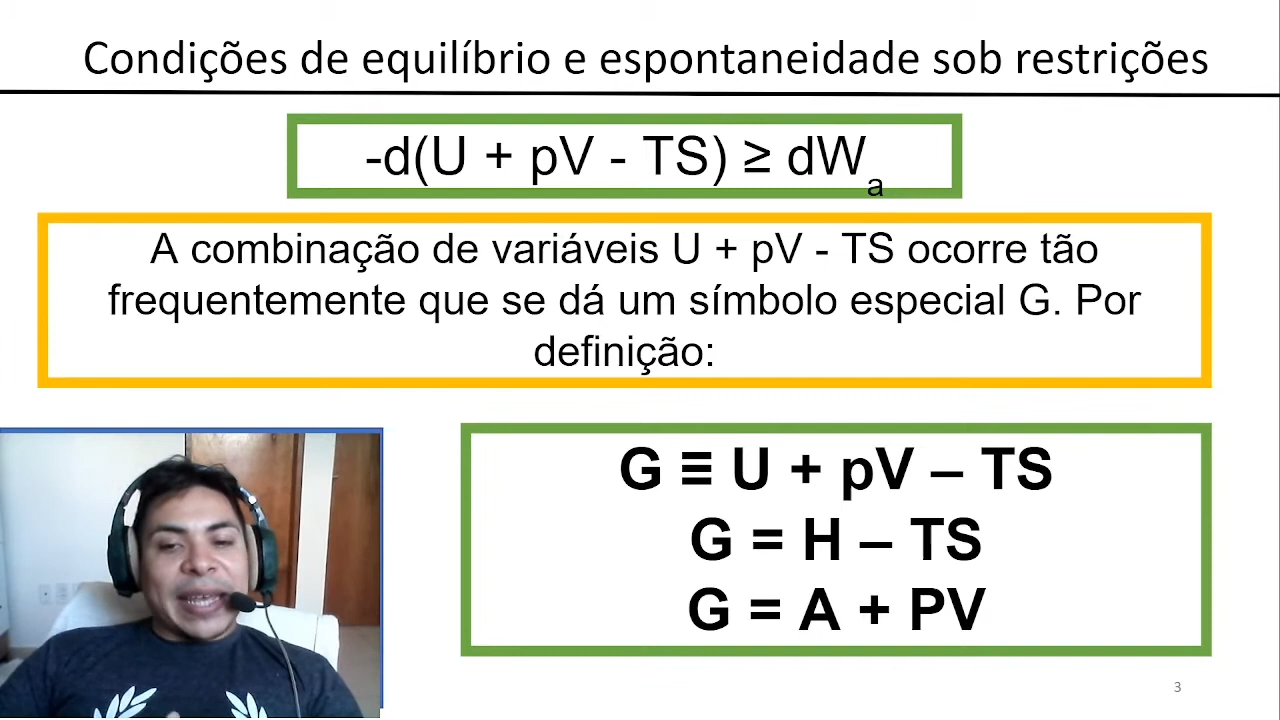 Condições de equilíbrio e espontaneidade sob restrições
-d(U + pV - TS) ≥ dWa
A combinação de variáveis U + pV - TS ocorre tão
frequentemente que se dá um símbolo especial G. Por
definição:
G ≡ U + pV – TS
G = H – TS
G = A + PV
3